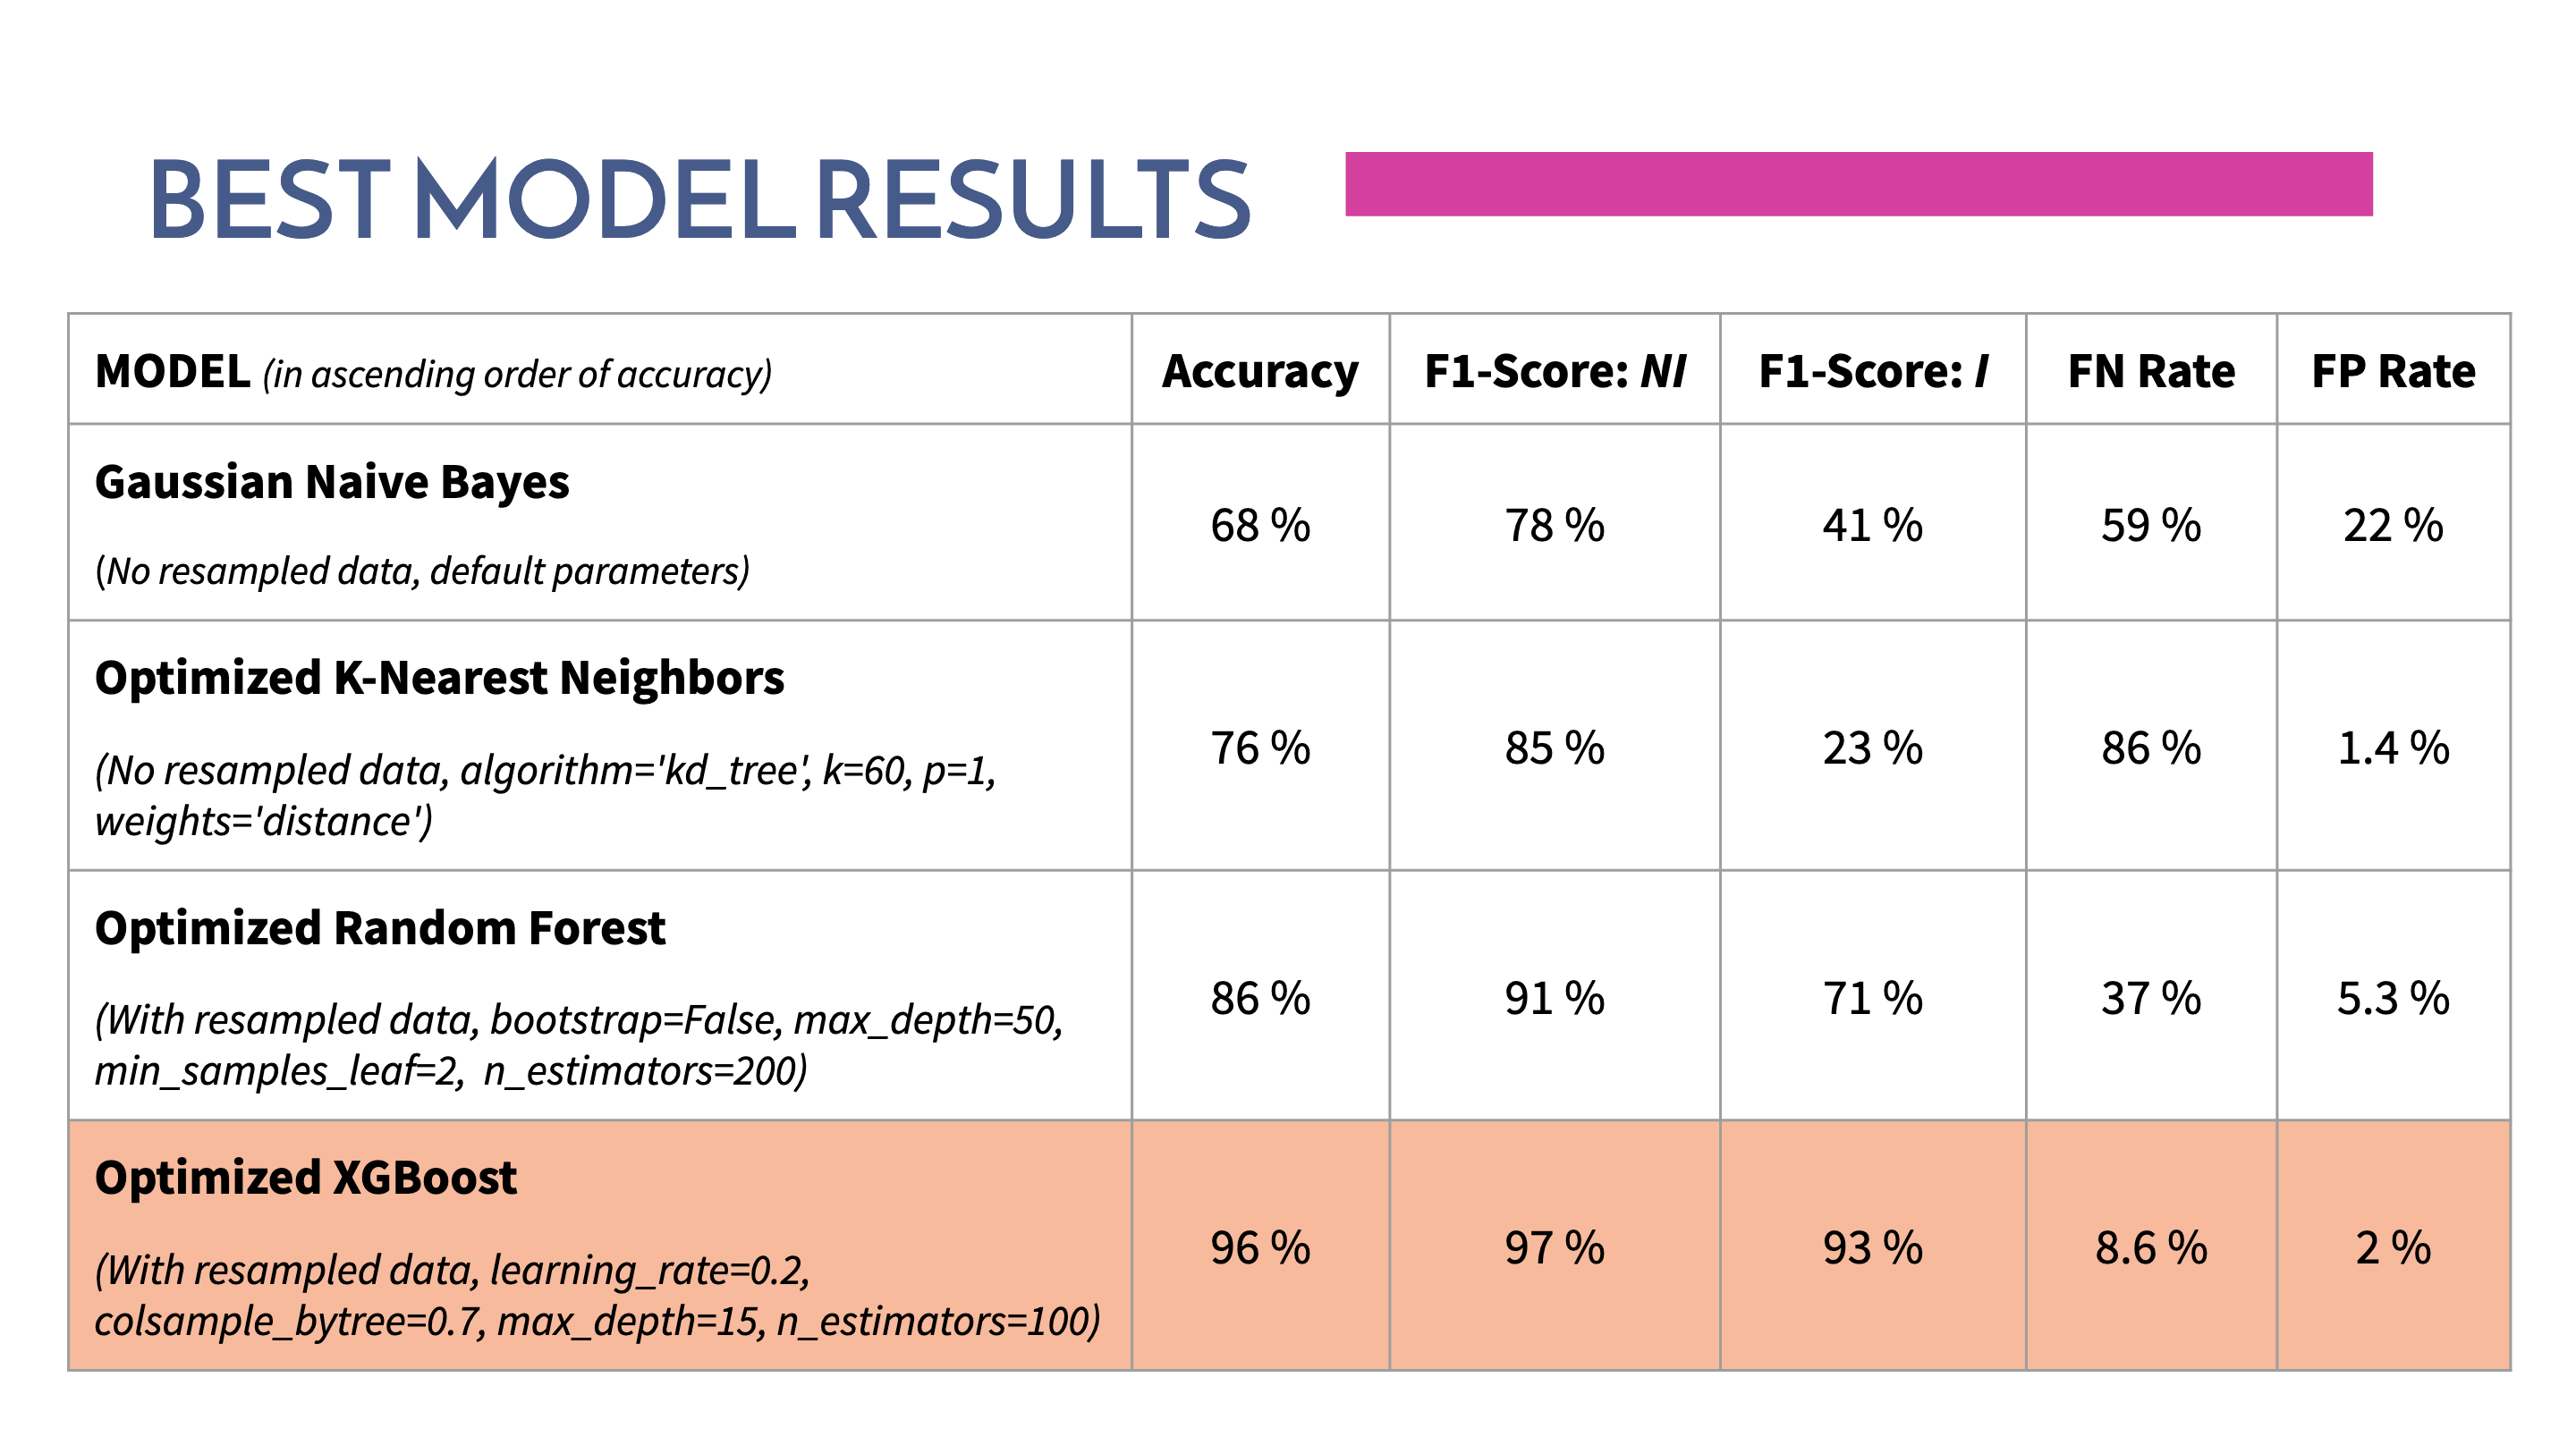 BEST MODEL RESULTS
MODEL (in ascending order of accuracy) Accuracy F1-Score: NI F1-Score: I FN Rate FP Rate
Gaussian Naive Bayes
(No resampled data, default parameters)
68 % 78 % 41 % 59 % 22 %
Optimized K-Nearest Neighbors
(No resampled data, algorithm='kd_tree', k=60, p=1,
weights='distance')
76 % 85 % 23 % 86 % 1.4 %
Optimized Random Forest
(With resampled data, bootstrap=False, max_depth=50,
min_samples_leaf=2, n_estimators=200)
86 % 91 % 71 % 37 % 5.3 %
Optimized XGBoost
(With resampled data, learning_rate=0.2,
colsample_bytree=0.7, max_depth=15, n_estimators=100)
96 % 97 % 93 % 8.6 % 2 %